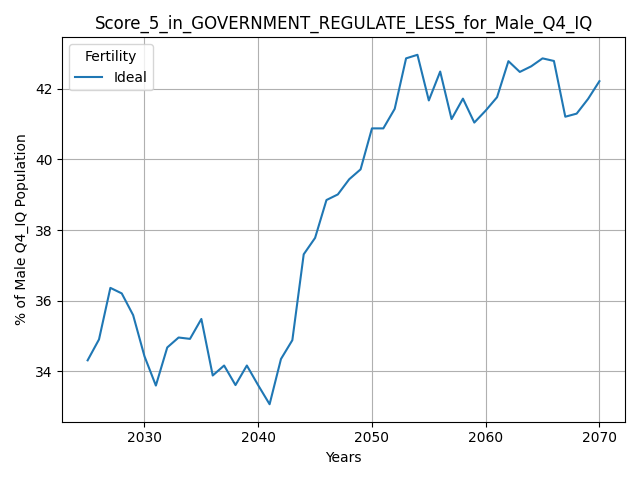 Score_5_in_GOVERNMENT_REGULATE_LESS_for_Male_Q4_IQ
Fertility
Ideal
% of Male Q4_IQ Population
42
40
38
36
34
2030
2040
2050
2060
2070
Years